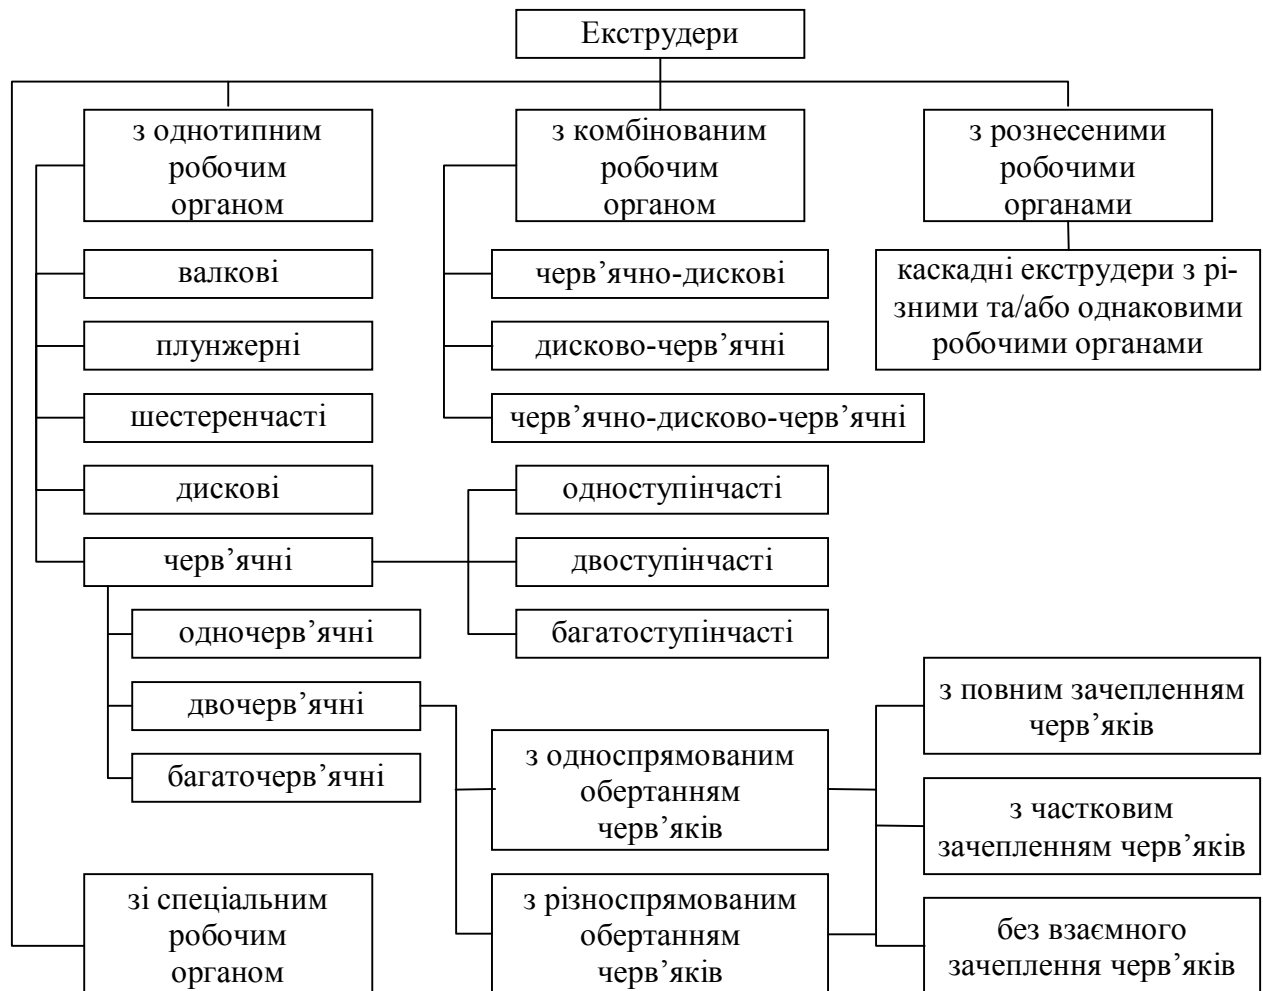 Екструдери
з однотипним
робочим
органом
з комбінованим
робочим
органом
з рознесеними
робочими
органами
валкові
плунжерні
шестеренчасті
дискові
черв’ячні
черв’ячно-дискові
дисково-черв’ячні
черв’ячно-дисково-черв’ячні
каскадні екструдери з рі-
зними та/або однаковими
робочими органами
одноступінчасті
двоступінчасті
багатоступінчасті
одночерв’ячні
двочерв’ячні
багаточерв’ячні
з односпрямованим
обертанням
черв’яків
з різноспрямованим
обертанням
черв’яків
з повним зачепленням
черв’яків
з частковим
зачепленням черв’яків
без взаємного
зачеплення черв’яків
зі спеціальним
робочим
органом